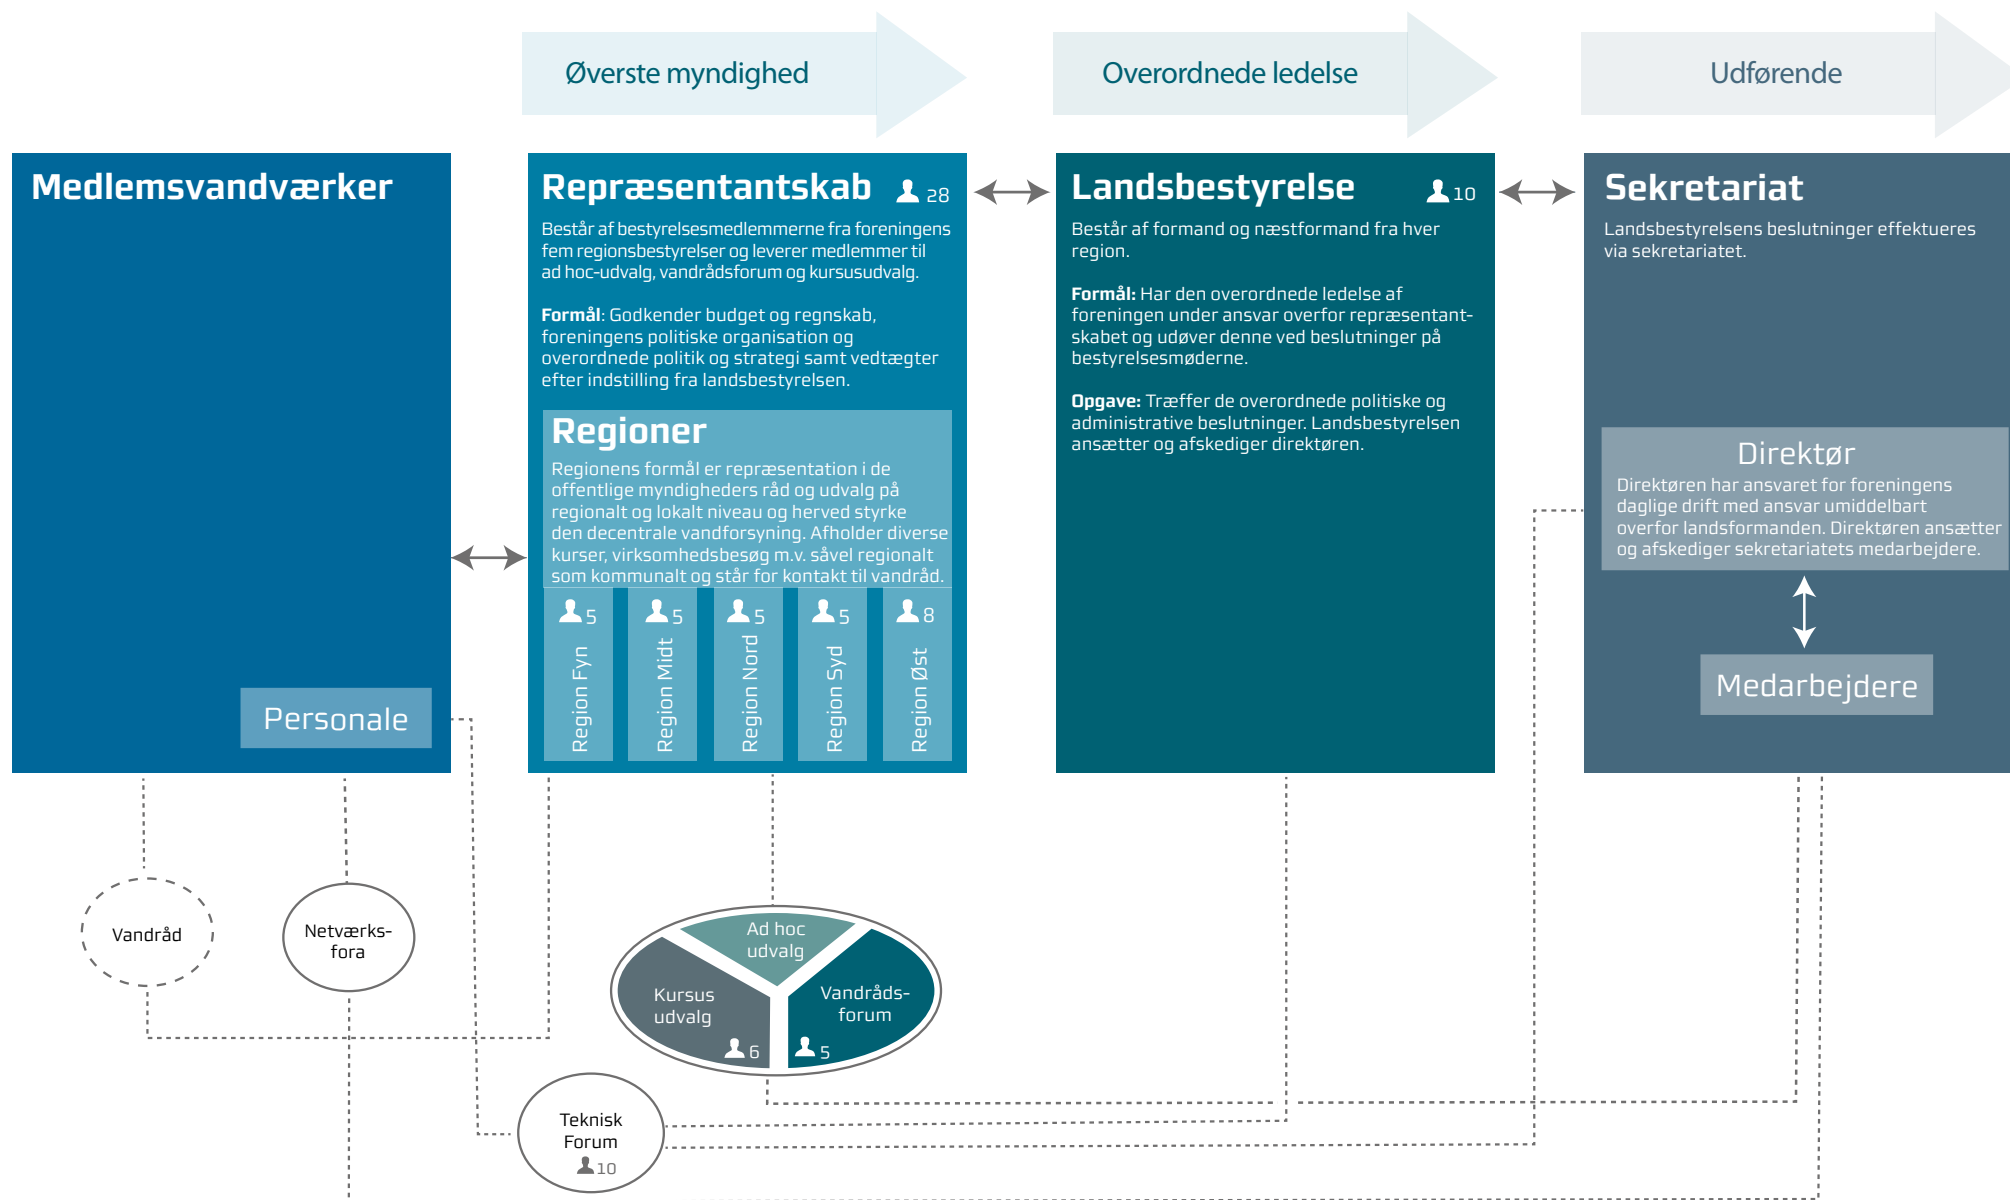 Øverste myndighed
Overordnede ledelse
Udførende
Medlemsvandværker
Personale
Repræsentantskab
28
Består af bestyrelsesmedlemmerne fra foreningens
fem regionsbestyrelser og leverer medlemmer til
ad hoc-udvalg, vandrådsforum og kursusudvalg.
Formål: Godkender budget og regnskab,
foreningens politiske organisation og
overordnede politik og strategi samt vedtægter
efter indstilling fra landsbestyrelsen.
Regioner
Regionens formål er repræsentation i de
offentlige myndigheders råd og udvalg på
regionalt og lokalt niveau og herved styrke
den decentrale vandforsyning. Afholder diverse
kurser, virksomhedsbesøg m.v. såvel regionalt
som kommunalt og står for kontakt til vandråd.
5
Region Fyn
5
Region Midt
5
Region Nord
5
Region Syd
8
Region Øst
Landsbestyrelse
10
Består af formand og næstformand fra hver
region.
Formål: Har den overordnede ledelse af
foreningen under ansvar overfor repræsentant-
skabet og udøver denne ved beslutninger på
bestyrelsesmøderne.
Opgave: Træffer de overordnede politiske og
administrative beslutninger. Landsbestyrelsen
ansætter og afskediger direktøren.
Sekretariat
Landsbestyrelsens beslutninger effektueres
via sekretariatet.
Direktør
Direktøren har ansvaret for foreningens
daglige drift med ansvar umiddelbart
overfor landsformanden. Direktøren ansætter
og afskediger sekretariatets medarbejdere.
Medarbejdere
Vandråd
Netværks-
fora
Ad hoc
udvalg
Kursus
udvalg
6
Vandråds-
forum
5
Teknisk
Forum
10